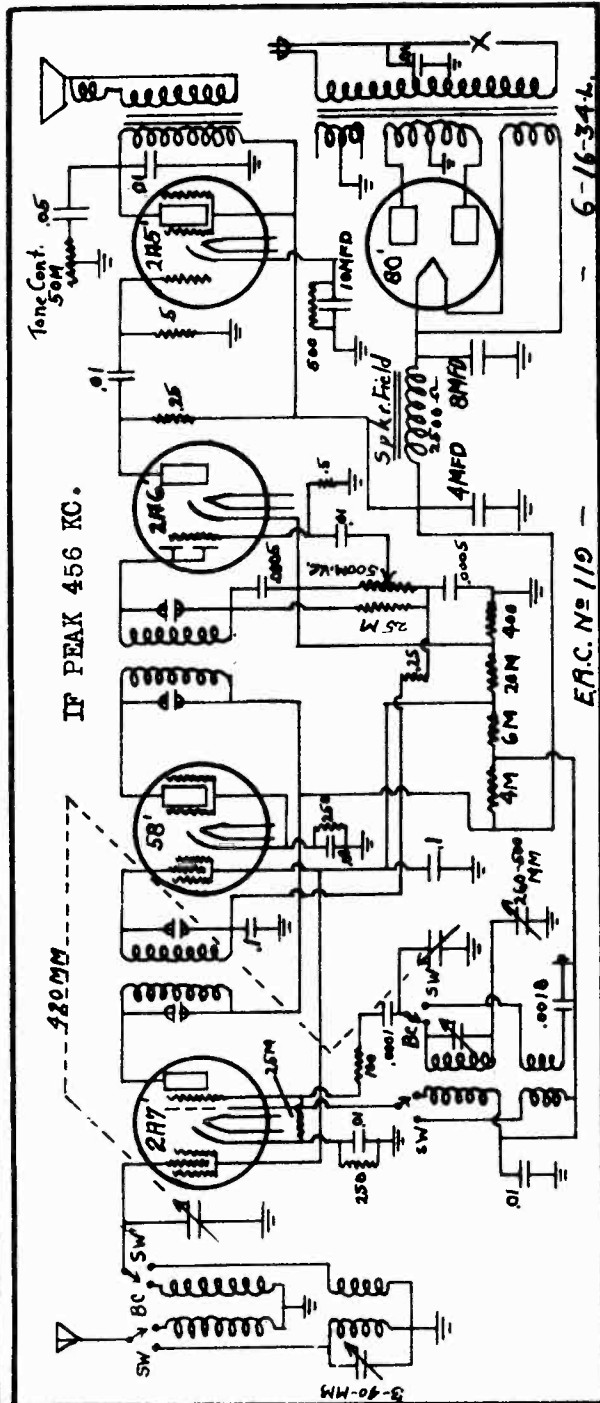 420MM
IF PEAK 456 KC.
Tone Cont.
50M
.05
.01
.01
2A7'
58'
2A6'
2A5'
80'
SW
BC
SW
3-40-MM
25M
.01
250
100
.0001
SW
BC
SW
.01
.0018
260-500
MM
.1
.1
250
.25
.0005
500M.V.C.
25M
.01
.5
.25
.5
.0005
4M
6M
20M
400
500
10MFD
Spkr. Field
2500 Ω
4MFD
8MFD
X
E.A.C. Nº 110 —
— 6-16-34-L.